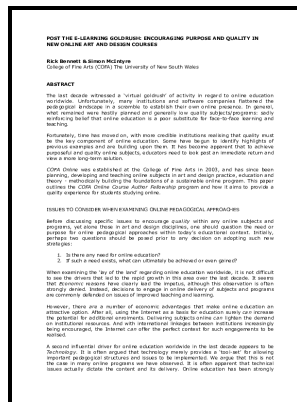 POST THE E-LEARNING GOLDRUSH: ENCOURAGING PURPOSE AND QUALITY IN
NEW ONLINE ART AND DESIGN COURSES
Rick Bennett & Simon McIntyre
College of Fine Arts (COFA) The University of New South Wales
ABSTRACT
The last decade witnessed a 'virtual goldrush' of activity in regard to online education
worldwide. Unfortunately, many institutions and software companies flattened the
pedagogical landscape in a scramble to establish their own online presence. In general,
what remained were hastily planned and generally low quality subjects/programs: sadly
reinforcing belief that online education is a poor substitute for face-to-face learning and
teaching.
Fortunately, time has moved on, with more credible institutions realising that quality must
be the key component of online education. Some have begun to identify highlights of
previous examples and are building upon them. It has become apparent that to achieve
purposeful and quality online subjects, educators need to look past an immediate return and
view a more long-term solution.
COFA Online was established at the College of Fine Arts in 2003, and has since been
planning, developing and teaching online subjects in art and design practice, education and
theory - methodically building the foundations of a sustainable online program. This paper
outlines the COFA Online Course Author Fellowship program and how it aims to provide a
quality experience for students studying online.
ISSUES TO CONSIDER WHEN EXAMINING ONLINE PEDAGOGICAL APPROACHES:
Before discussing specific issues to encourage quality within any online subjects and
programs, yet alone those in art and design disciplines, one should question the need or
purpose for online pedagogical approaches within today's educational context. Initially,
perhaps two questions should be posed prior to any decision on adopting such new
strategies:
1. Is there any need for online education?
2. If such a need exists, what can ultimately be achieved or even gained?
When examining the 'lay of the land' regarding online education worldwide, it is not difficult
to see the drivers that led to the rapid growth in this area over the last decade. It seems
that Economic reasons have clearly lead the impetus, although this observation is often
strongly denied. Instead, decisions to engage in online delivery of subjects and programs
are commonly defended on issues of improved teaching and learning.
However, there are a number of economic advantages that make online education an
attractive option. After all, using the Internet as a basis for education surely can increase
the potential for additional enrolments. Delivering subjects online can lighten the demand
on institutional resources. And with international linkages between institutions increasingly
being encouraged, the Internet can offer the perfect context for such engagements to be
realised.
A second influential driver for online education worldwide in the last decade appears to be
Technology. It is often argued that technology merely provides a 'tool-set' for allowing
important pedagogical structures and issues to be implemented. We argue that this is not
the case in many online programs we have observed. It is often apparent that technical
issues actually dictate the content and its delivery. Online education has been strongly